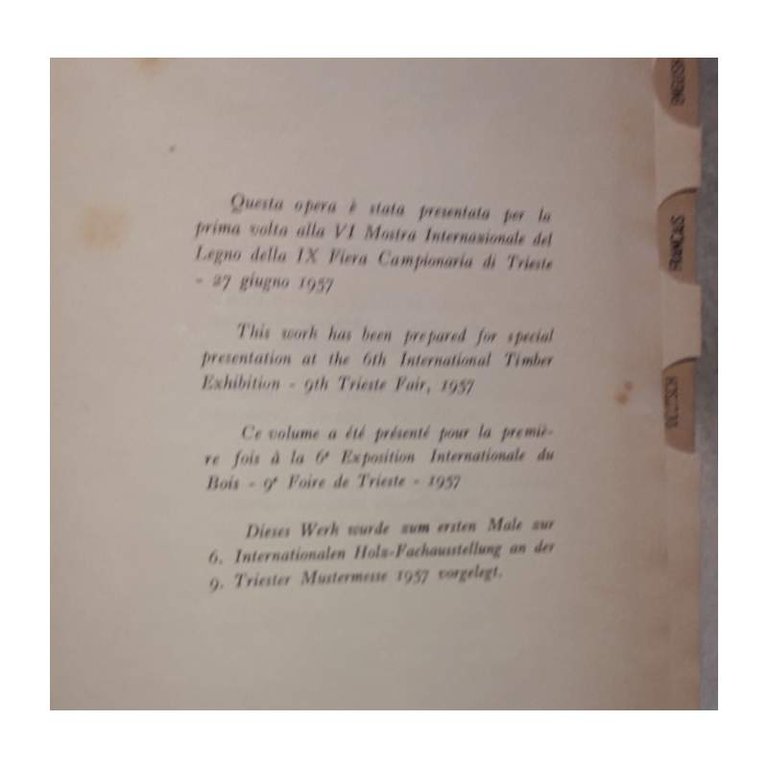 Questa opera è stata presentata per la
prima volta alla VI Mostra Internazionale del
Legno della IX Fiera Campionaria di Trieste
- 27 giugno 1957
This work has been prepared for special
presentation at the 6th International Timber
Exhibition - 9th Trieste Fair, 1957
Ce volume a été présenté pour la premiè-
re fois à la 6e Exposition Internationale du
Bois - 9e Foire de Trieste - 1957
Dieses Werk wurde zum ersten Male zur
6. Internationalen Holz-Fachausstellung an der
9. Triester Mustermesse 1957 vorgelegt.
ENGLISH
FRANÇAIS
DEUTSCH